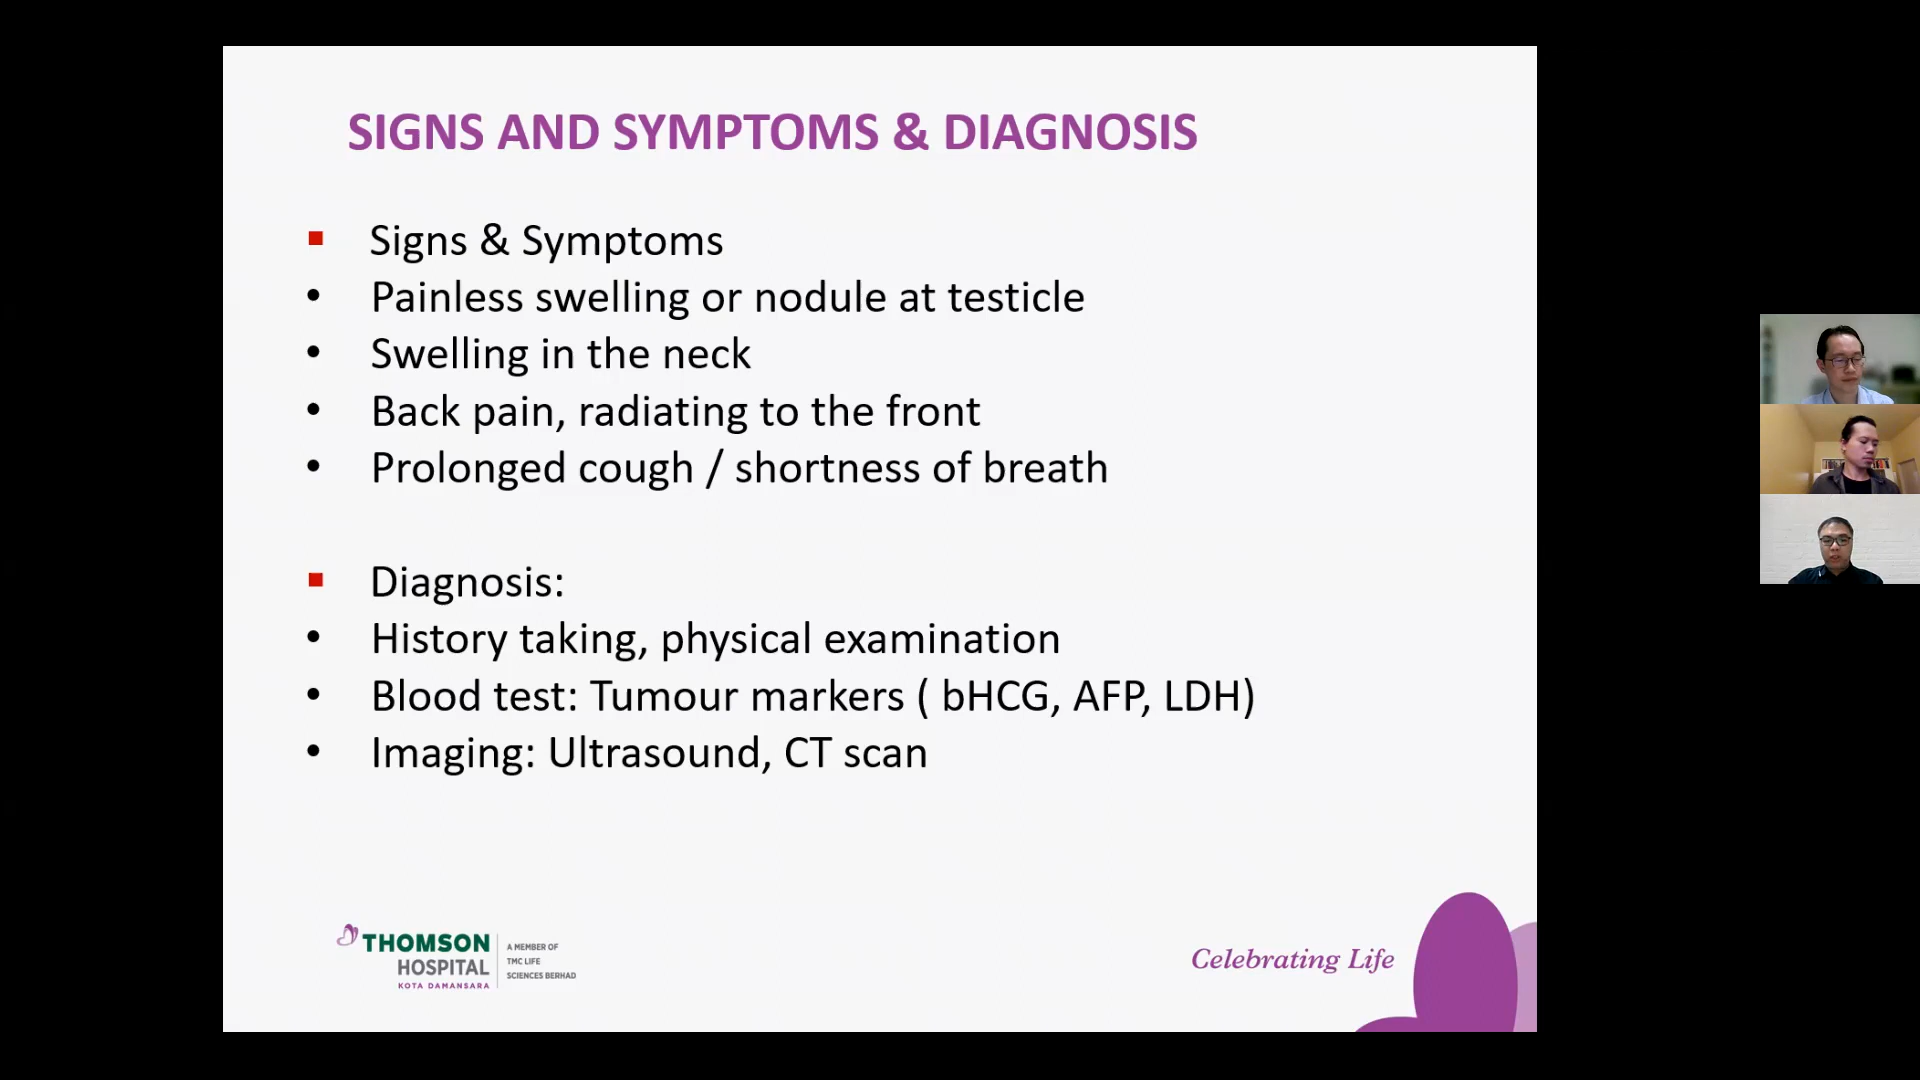 SIGNS AND SYMPTOMS & DIAGNOSIS
Signs & Symptoms
Painless swelling or nodule at testicle
Swelling in the neck
Back pain, radiating to the front
Prolonged cough / shortness of breath
Diagnosis:
History taking, physical examination
Blood test: Tumour markers ( bHCG, AFP, LDH)
Imaging: Ultrasound, CT scan
THOMSON
HOSPITAL
KOTA DAMANSARA
A MEMBER OF
TMC LIFE
SCIENCES BERHAD
Celebrating Life